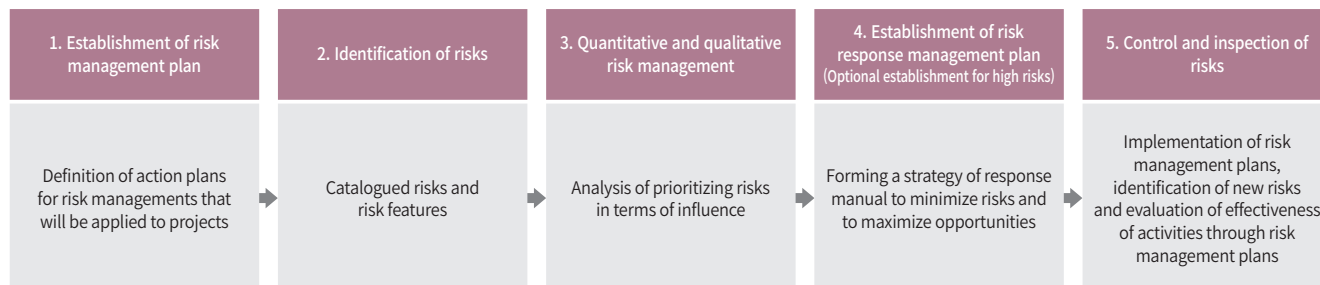 1. Establishment of risk
management plan
Definition of action plans
for risk managements that
will be applied to projects
2. Identification of risks
Catalogued risks and
risk features
3. Quantitative and qualitative
risk management
Analysis of prioritizing risks
in terms of influence
4. Establishment of risk
response management plan
(Optional establishment for high risks)
Forming a strategy of response
manual to minimize risks and
to maximize opportunities
5. Control and inspection of
risks
Implementation of risk
management plans,
identification of new risks
and evaluation of effectiveness
of activities through risk
management plans